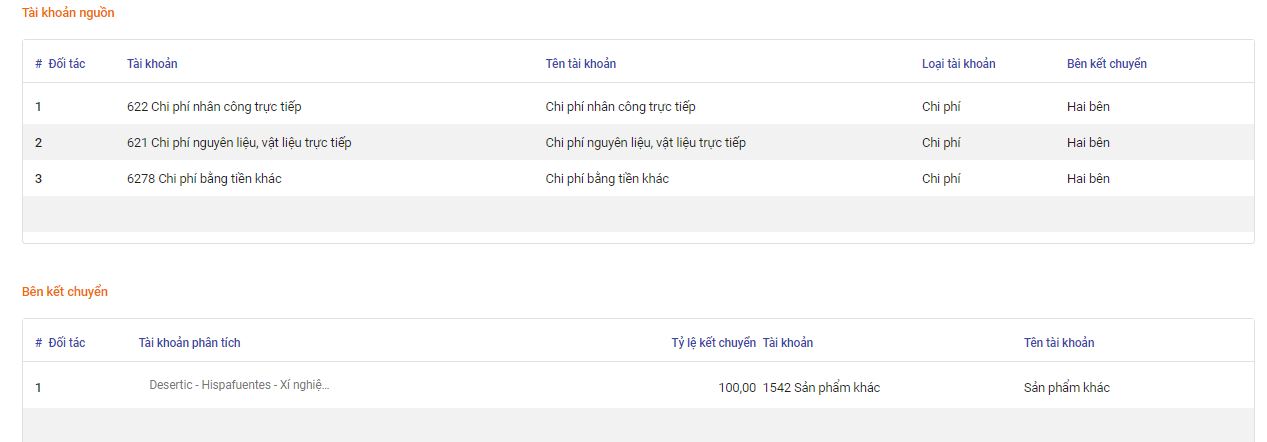 Tài khoản nguồn
# Đối tác Tài khoản Tên tài khoản Loại tài khoản Bên kết chuyển
1 622 Chi phí nhân công trực tiếp Chi phí nhân công trực tiếp Chi phí Hai bên
2 621 Chi phí nguyên liệu, vật liệu trực tiếp Chi phí nguyên liệu, vật liệu trực tiếp Chi phí Hai bên
3 6278 Chi phí bằng tiền khác Chi phí bằng tiền khác Chi phí Hai bên
Bên kết chuyển
# Đối tác Tài khoản phân tích Tỷ lệ kết chuyển Tài khoản Tên tài khoản
1 Desertic - Hispafuentes - Xí nghiệ... 100,00 1542 Sản phẩm khác Sản phẩm khác